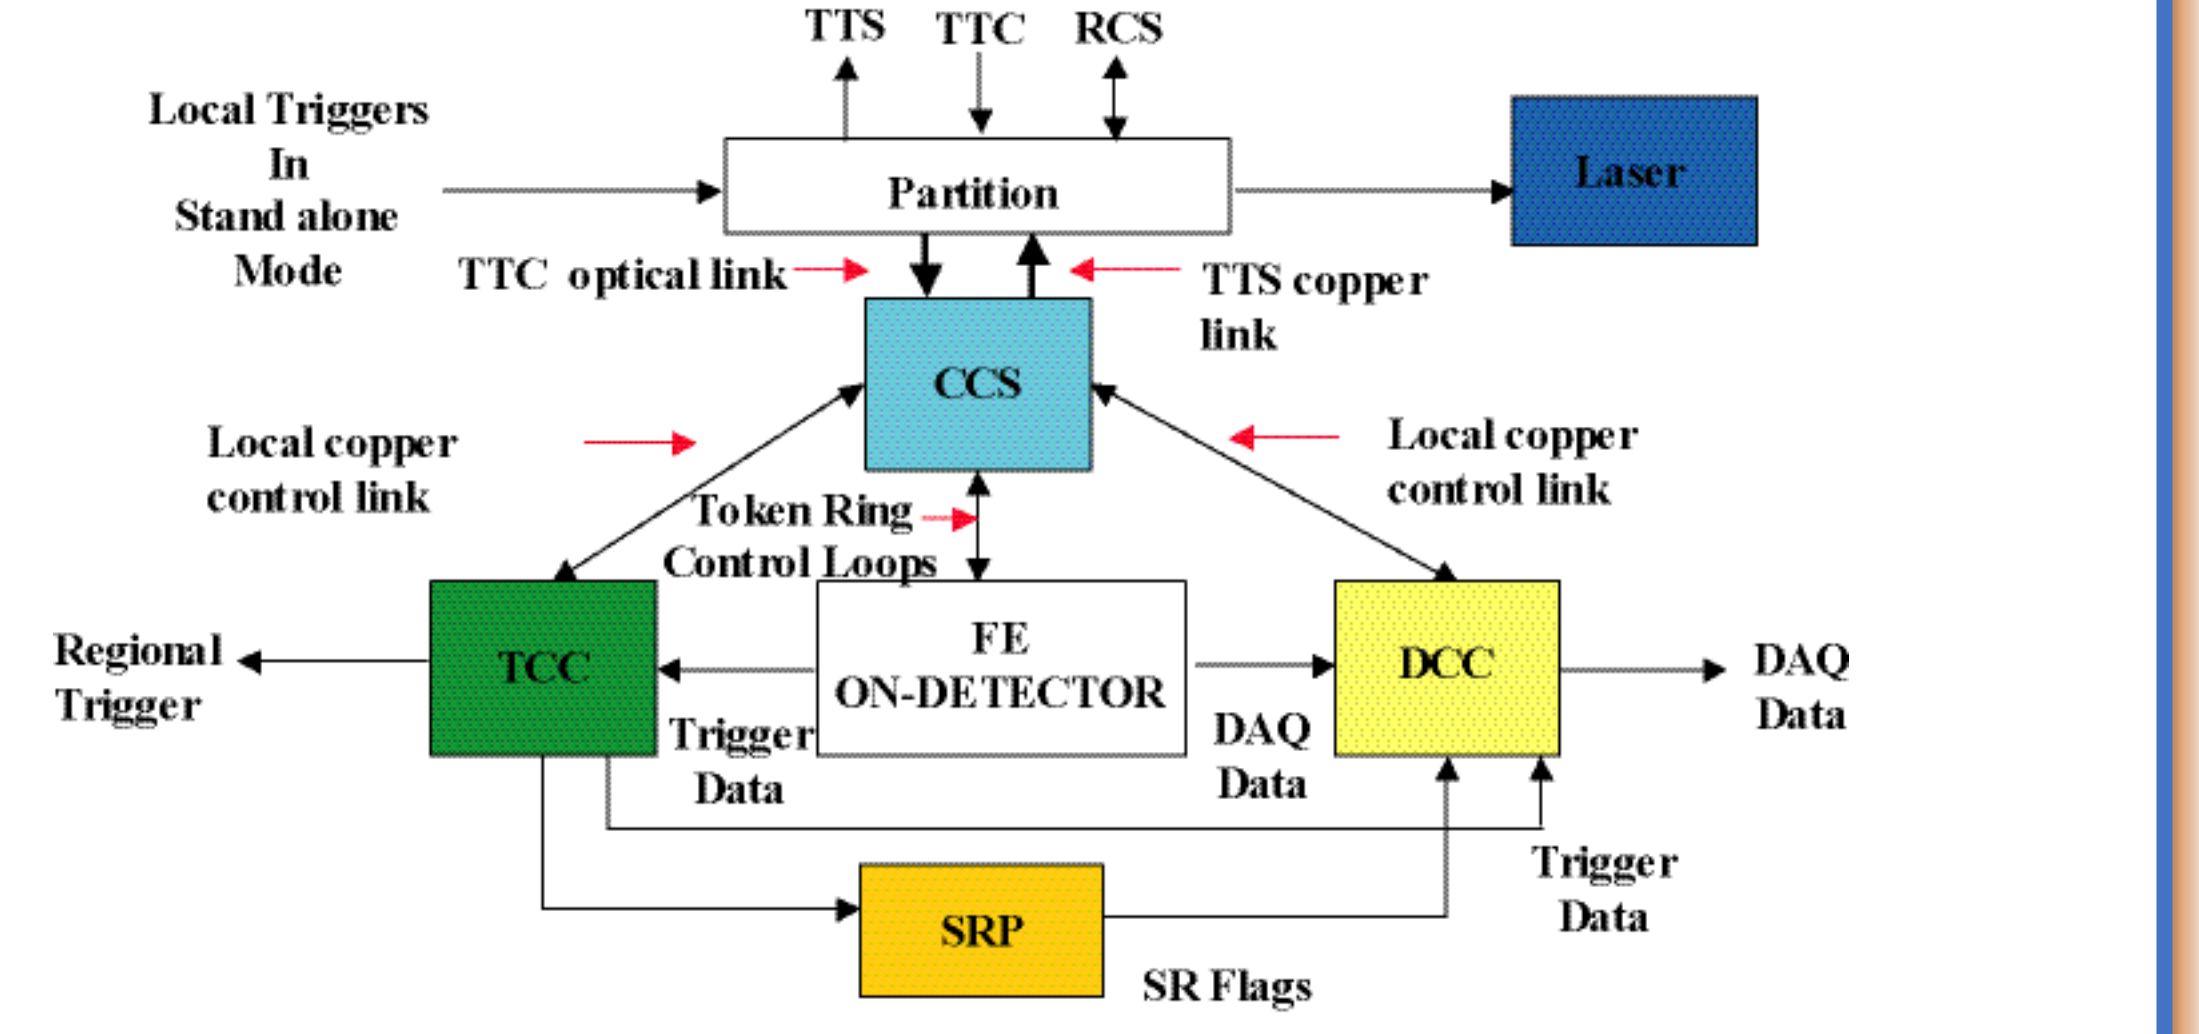 TTS TTC RCS
Local Triggers
In
Stand alone
Mode
Partition
Laser
TTC optical link
TTS copper
link
CCS
Local copper
control link
Local copper
control link
Token Ring
Control Loops
Regional
Trigger
TCC
FE
ON-DETECTOR
DCC
DAQ
Data
Trigger
Data
DAQ
Data
Trigger
Data
SRP
SR Flags